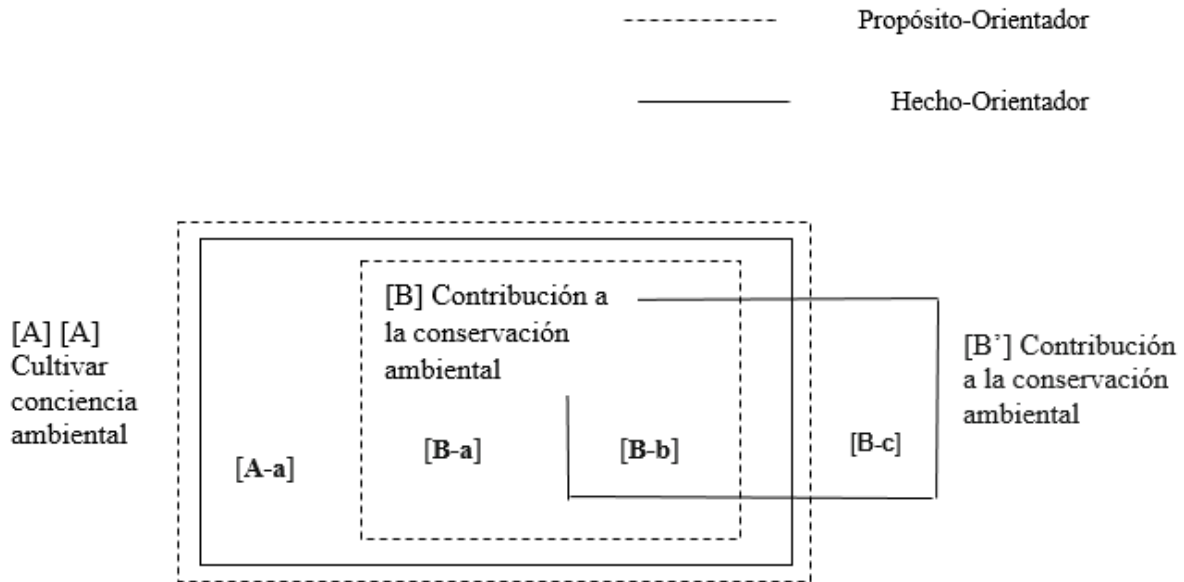 Propósito-Orientador
Hecho-Orientador
[A] [A]
Cultivar
conciencia
ambiental
[B] Contribución a
la conservación
ambiental
[B’] Contribución
a la conservación
ambiental
[A-a]
[B-a]
[B-b]
[B-c]